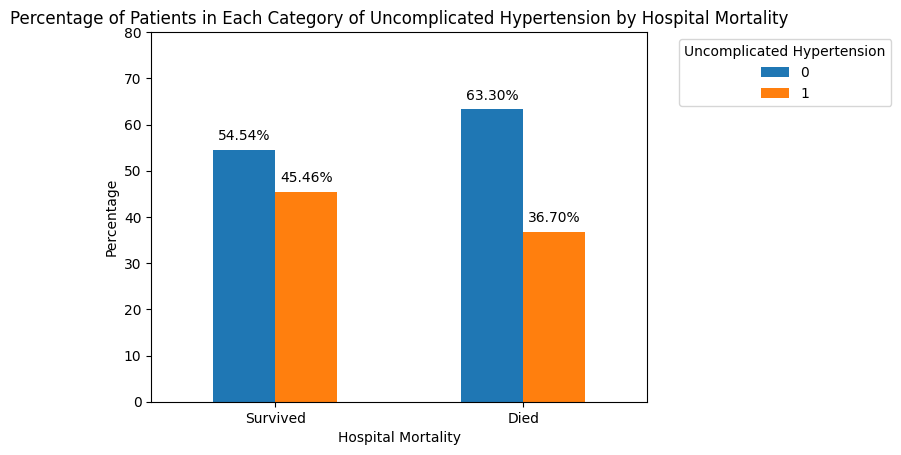 Percentage of Patients in Each Category of Uncomplicated Hypertension by Hospital Mortality
Uncomplicated Hypertension
0
1
Percentage
80
70
60
50
40
30
20
10
0
54.54%
45.46%
63.30%
36.70%
Survived
Died
Hospital Mortality